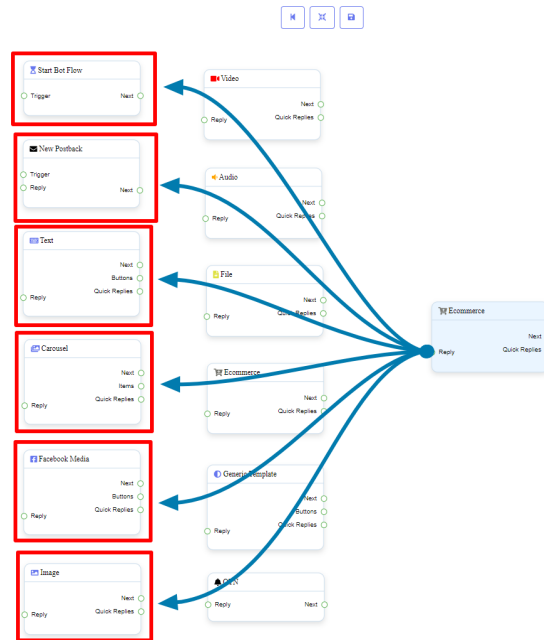 Start Bot Flow
Trigger
Next
Video
Next
Quick Replies
Reply
New Postback
Trigger
Reply
Next
Audio
Next
Quick Replies
Reply
Text
Next
Buttons
Quick Replies
Reply
File
Next
Quick Replies
Reply
Ecommerce
Next
Quick Replies
Reply
Carousel
Next
Items
Quick Replies
Reply
Ecommerce
Next
Quick Replies
Reply
Facebook Media
Next
Buttons
Quick Replies
Reply
Generic Template
Next
Buttons
Quick Replies
Reply
Image
Next
Quick Replies
Reply
Reply
Next